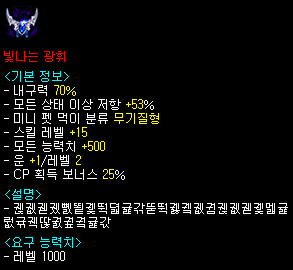 빛나는 광휘
<기본 정보>
- 내구력 70%
- 모든 상태 이상 저항 +53%
- 미니 펫 먹이 분류 무기질형
- 스킬 레벨 +15
- 모든 능력치 +500
- 운 +1/레벨 2
- CP 획득 보너스 25%
<설명>
<요구 능력치>
- 레벨 1000